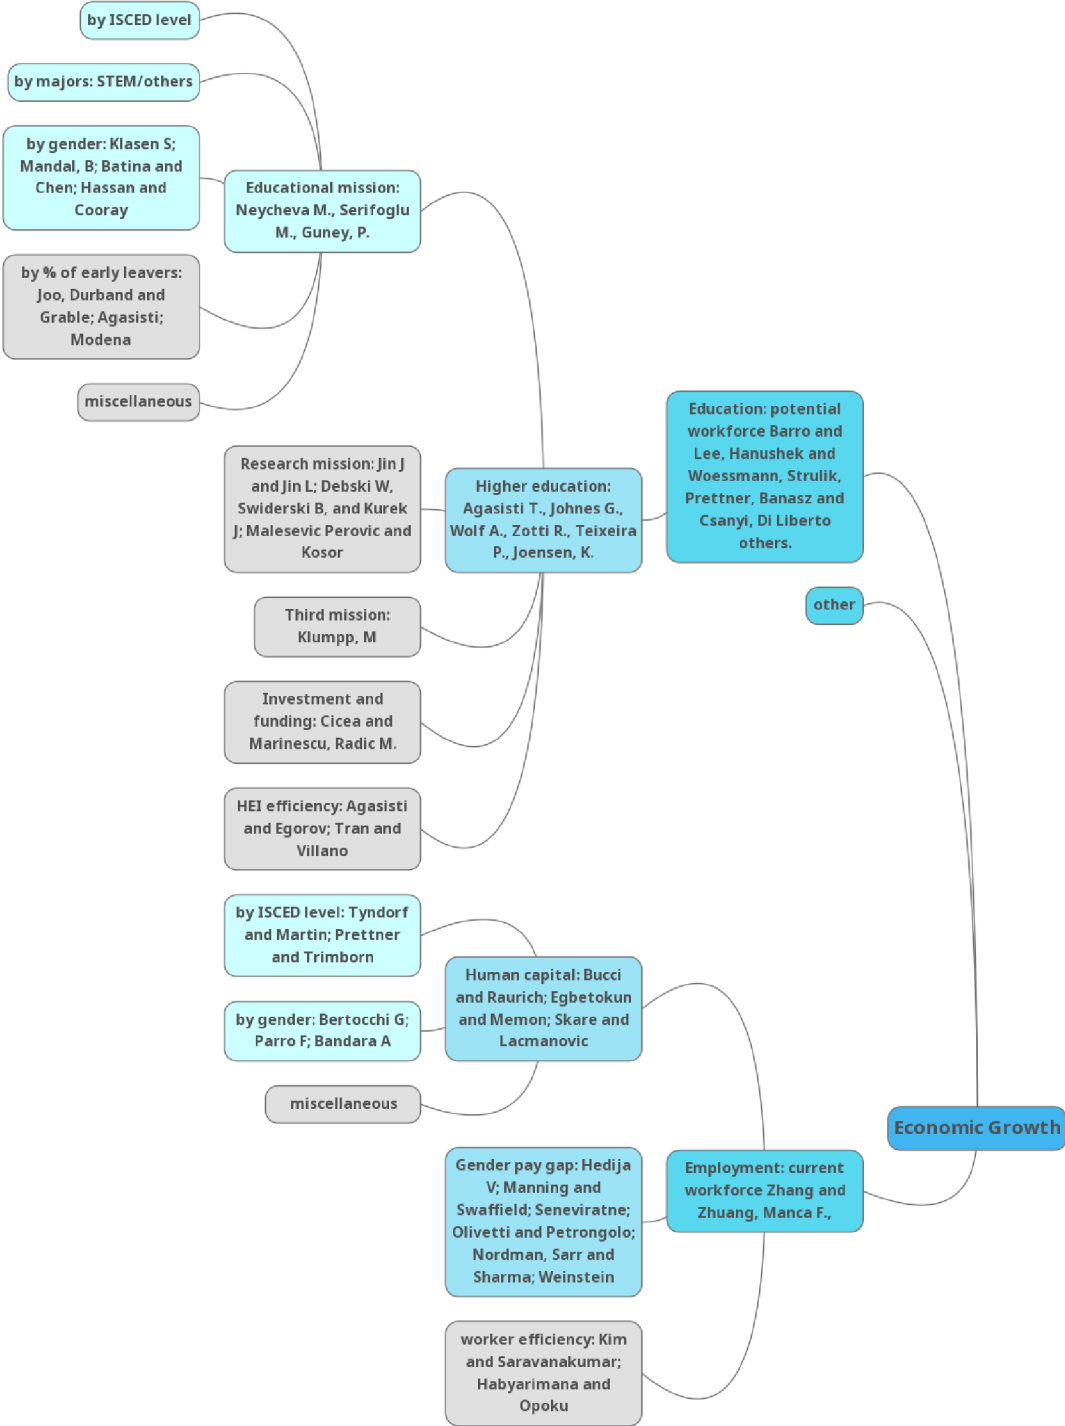 by ISCED level
by majors: STEM/others
by gender: Klasen S;
Mandal, B; Batina and
Chen; Hassan and
Cooray
by % of early leavers:
Joo, Durband and
Grable; Agasisti;
Modena
miscellaneous
Educational mission:
Neycheva M., Serifoglu
M., Guney, P.
Research mission: Jin J
and Jin L; Debski W,
Swiderski B, and Kurek
J; Malesevic Perovic and
Kosor
Third mission:
Klumpp, M
Investment and
funding: Cicea and
Marinescu, Radic M.
HEI efficiency: Agasisti
and Egorov; Tran and
Villano
Higher education:
Agasisti T., Johnes G.,
Wolf A., Zotti R., Teixeira
P., Joensen, K.
Education: potential
workforce Barro and
Lee, Hanushek and
Woessmann, Strulik,
Prettner, Banasz and
Csanyi, Di Liberto
others.
other
by ISCED level: Tyndorf
and Martin; Prettner
and Trimborn
by gender: Bertocchi G;
Parro F; Bandara A
miscellaneous
Human capital: Bucci
and Raurich; Egbetokun
and Memon; Skare and
Lacmanovic
Gender pay gap: Hedija
V; Manning and
Swaffield; Seneviratne;
Olivetti and Petrongolo;
Nordman, Sarr and
Sharma; Weinstein
worker efficiency: Kim
and Saravanakumar;
Habyarimana and
Opoku
Employment: current
workforce Zhang and
Zhuang, Manca F.,
Economic Growth